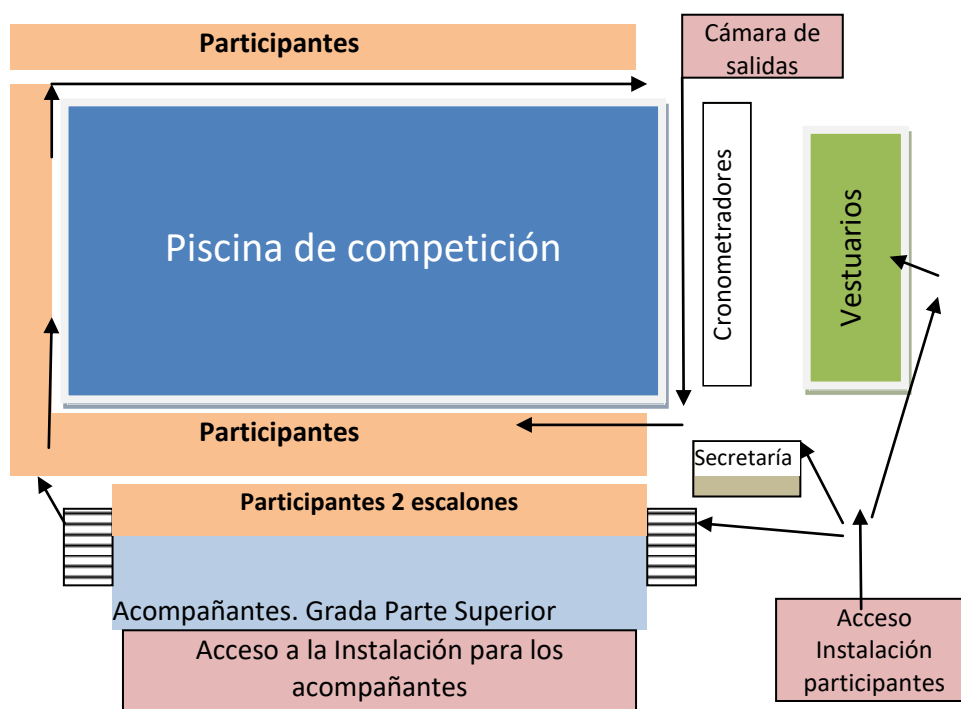 Participantes
Cámara de
salidas
Piscina de competición
Cronometradores
Vestuarios
Participantes
Secretaría
Participantes 2 escalones
Acompañantes. Grada Parte Superior
Acceso a la Instalación para los
acompañantes
Acceso
Instalación
participantes